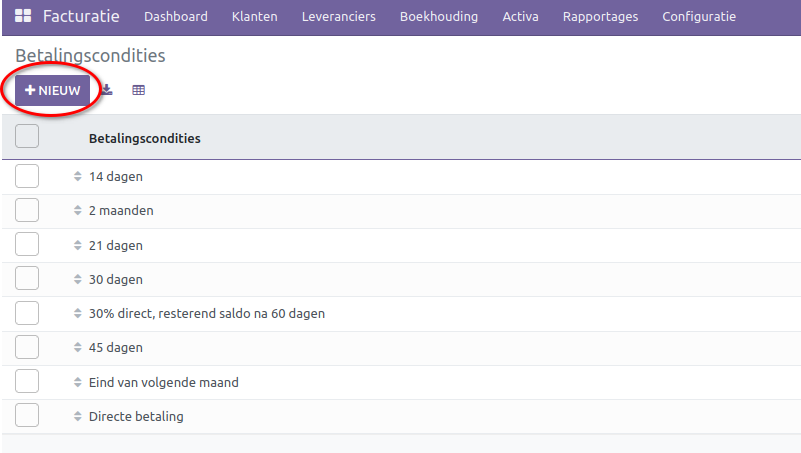 Facturatie Dashboard Klanten Leveranciers Boekhouding Activa Rapportages Configuratie
Betalingscondities
+ NIEUW
Betalingscondities
14 dagen
2 maanden
21 dagen
30 dagen
30% direct, resterend saldo na 60 dagen
45 dagen
Eind van volgende maand
Directe betaling